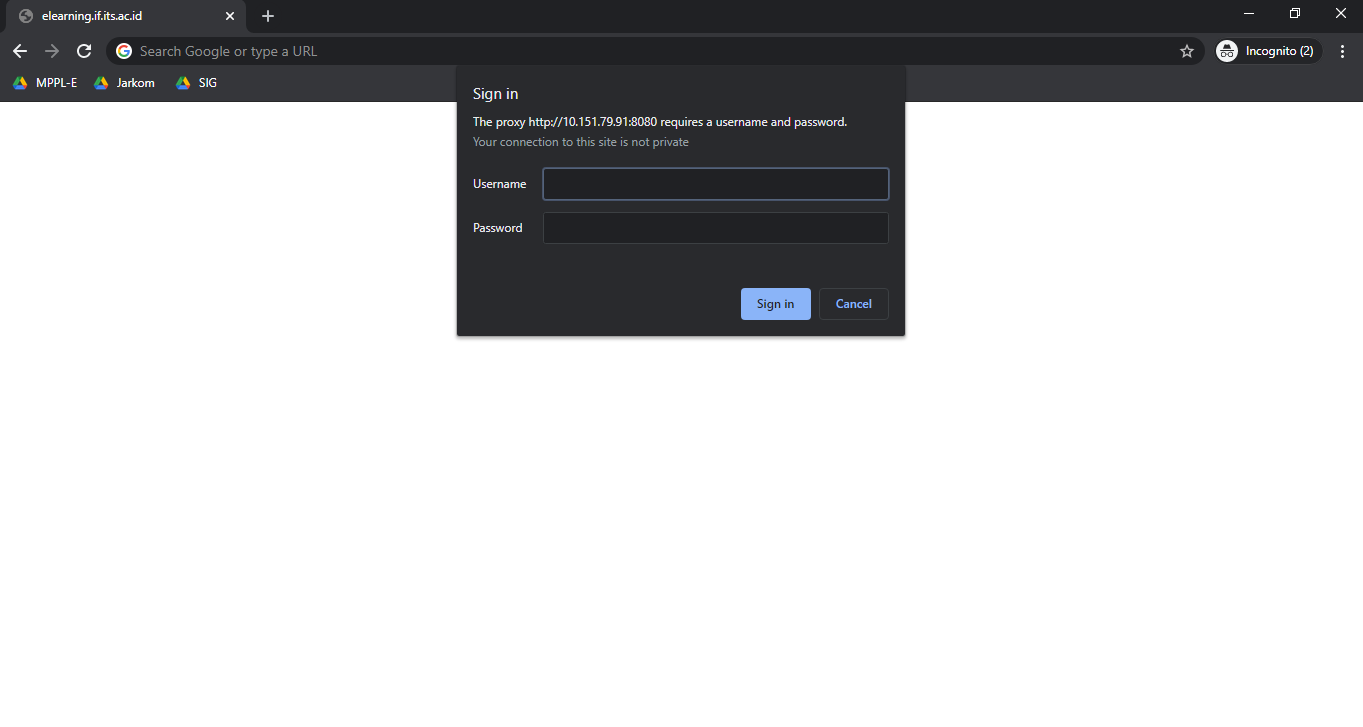 elearning.if.its.ac.id
Search Google or type a URL
Incognito (2)
MPPL-E Jarkom SIG
Sign in
The proxy http://10.151.79.91:8080 requires a username and password.
Your connection to this site is not private
Username
Password
Sign in Cancel